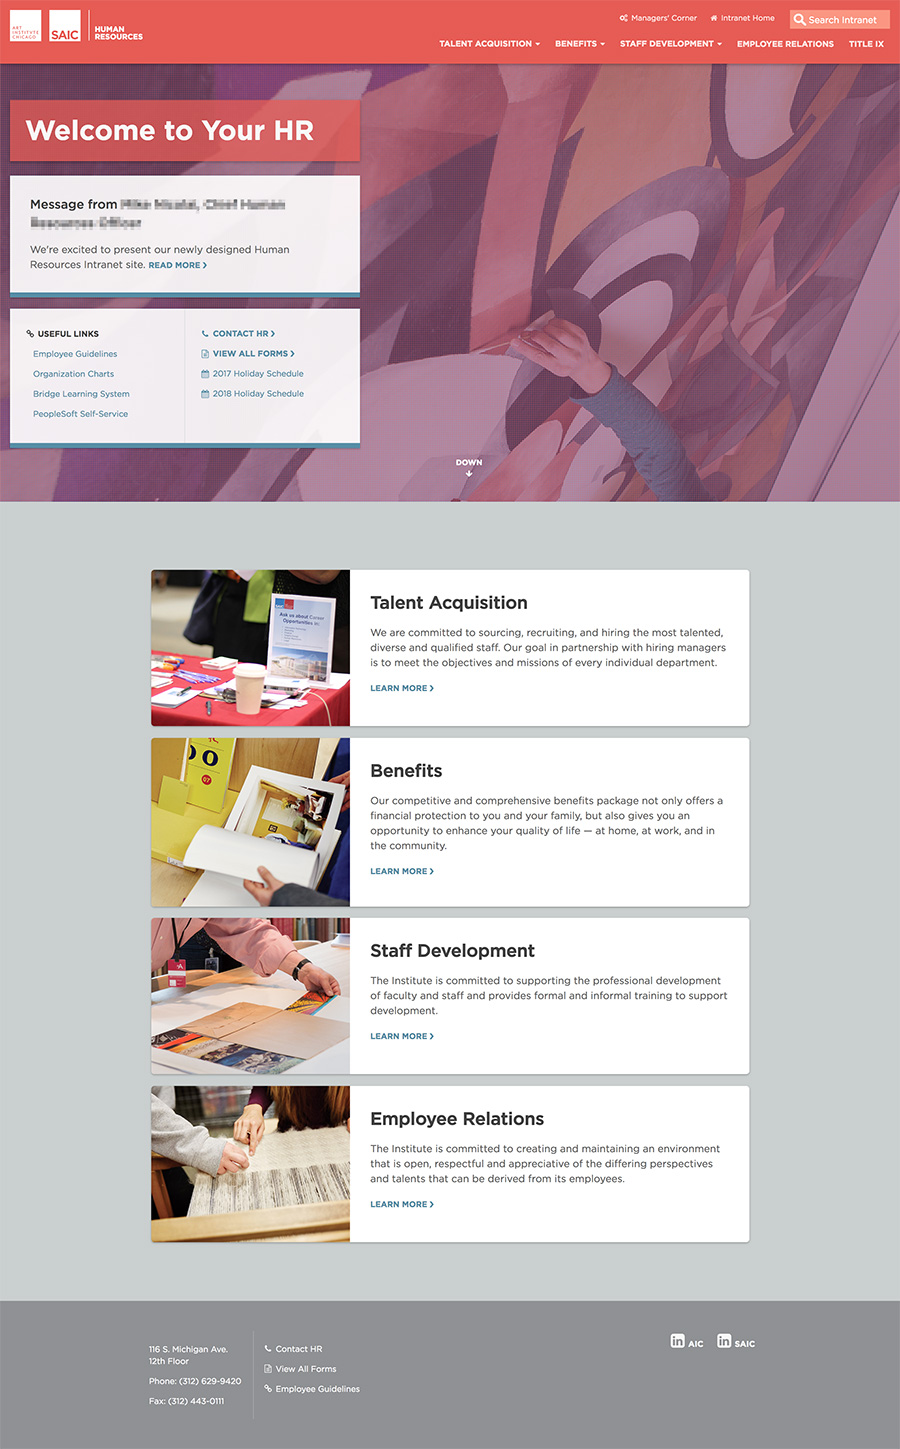 ART
INSTITVTE
CHICAGO
SAIC
HUMAN
RESOURCES
Managers' Corner
Intranet Home
Search Intranet
TALENT ACQUISITION
BENEFITS
STAFF DEVELOPMENT
EMPLOYEE RELATIONS
TITLE IX
Welcome to Your HR
Message from
We're excited to present our newly designed Human
Resources Intranet site. READ MORE ›
USEFUL LINKS
Employee Guidelines
Organization Charts
Bridge Learning System
PeopleSoft Self-Service
CONTACT HR ›
VIEW ALL FORMS ›
2017 Holiday Schedule
2018 Holiday Schedule
DOWN
Ask us about Career
Opportunities in:
Talent Acquisition
We are committed to sourcing, recruiting, and hiring the most talented,
diverse and qualified staff. Our goal in partnership with hiring managers
is to meet the objectives and missions of every individual department.
LEARN MORE ›
07
Benefits
Our competitive and comprehensive benefits package not only offers a
financial protection to you and your family, but also gives you an
opportunity to enhance your quality of life — at home, at work, and in
the community.
LEARN MORE ›
Staff Development
The Institute is committed to supporting the professional development
of faculty and staff and provides formal and informal training to support
development.
LEARN MORE ›
Employee Relations
The Institute is committed to creating and maintaining an environment
that is open, respectful and appreciative of the differing perspectives
and talents that can be derived from its employees.
LEARN MORE ›
116 S. Michigan Ave.
12th Floor
Phone: (312) 629-9420
Fax: (312) 443-0111
Contact HR
View All Forms
Employee Guidelines
in AIC
in SAIC